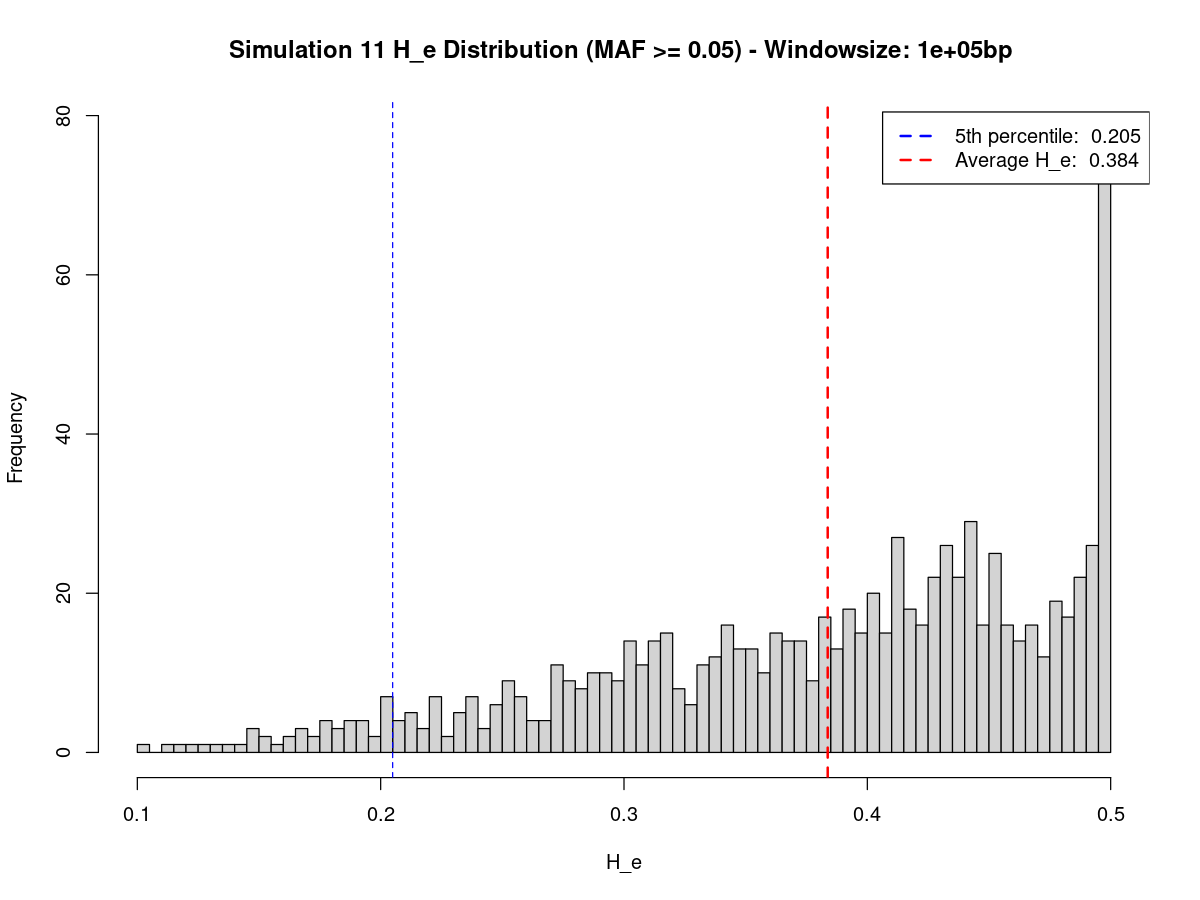 Simulation 11 H_e Distribution (MAF >= 0.05) - Windowsize: 1e+05bp
5th percentile: 0.205
Average H_e: 0.384
Frequency
80
60
40
20
0
0.1 0.2 0.3 0.4 0.5
H_e